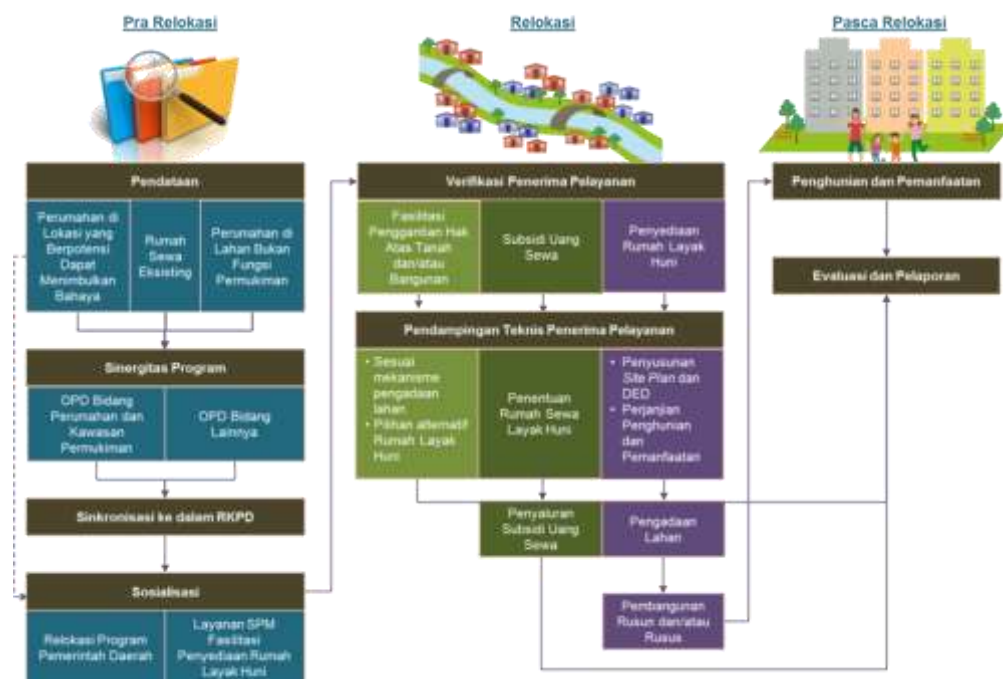 Pra Relokasi
Pendataan
Perumahan di
Lokasi yang
Berpotensi
Dapat
Menimbulkan
Bahaya
Rumah
Sewa
Eksisting
Perumahan di
Lahan Bukan
Fungsi
Permukiman
Sinergitas Program
OPD Bidang
Perumahan dan
Kawasan
Permukiman
OPD Bidang
Lainnya
Sinkronisasi ke dalam RKPD
Sosialisasi
Relokasi Program
Pemerintah Daerah
Layanan SPM
Fasilitasi
Penyediaan Rumah
Layak Huni
Relokasi
Verifikasi Penerima Pelayanan
Fasilitasi
Penggantian Hak
Atas Tanah
dan/atau
Bangunan
Subsidi Uang
Sewa
Penyediaan
Rumah Layak
Huni
Pendampingan Teknis Penerima Pelayanan
• Sesuai
mekanisme
pengadaan
lahan
• Pilihan alternatif
Rumah Layak
Huni
Penentuan
Rumah Sewa
Layak Huni
• Penyusunan
Site Plan dan
DED
• Perjanjian
Penghunian
dan
Pemanfaatan
Penyaluran
Subsidi Uang
Sewa
Pengadaan
Lahan
Pembangunan
Rusun dan/atau
Rusus
Pasca Relokasi
Penghunian dan Pemanfaatan
Evaluasi dan Pelaporan